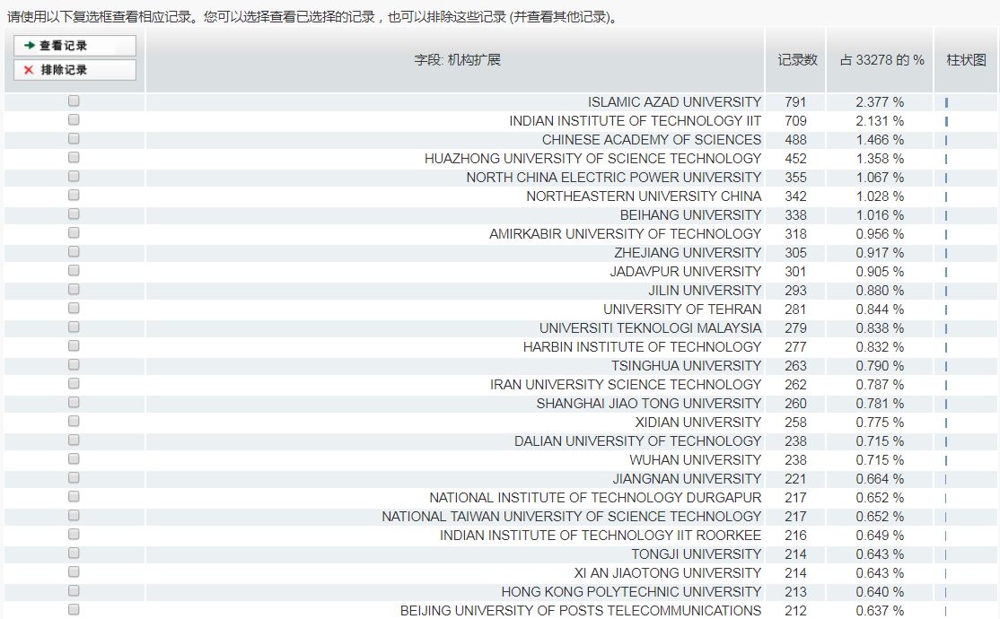 请使用以下复选框查看相应记录。您可以选择查看已选择的记录，也可以排除这些记录 (并查看其他记录)。
查看记录
排除记录
字段: 机构扩展 记录数 占 33278 的 % 柱状图
ISLAMIC AZAD UNIVERSITY 791 2.377 %
INDIAN INSTITUTE OF TECHNOLOGY IIT 709 2.131 %
CHINESE ACADEMY OF SCIENCES 488 1.466 %
HUAZHONG UNIVERSITY OF SCIENCE TECHNOLOGY 452 1.358 %
NORTH CHINA ELECTRIC POWER UNIVERSITY 355 1.067 %
NORTHEASTERN UNIVERSITY CHINA 342 1.028 %
BEIHANG UNIVERSITY 338 1.016 %
AMIRKABIR UNIVERSITY OF TECHNOLOGY 318 0.956 %
ZHEJIANG UNIVERSITY 305 0.917 %
JADAVPUR UNIVERSITY 301 0.905 %
JILIN UNIVERSITY 293 0.880 %
UNIVERSITY OF TEHRAN 281 0.844 %
UNIVERSITI TEKNOLOGI MALAYSIA 279 0.838 %
HARBIN INSTITUTE OF TECHNOLOGY 277 0.832 %
TSINGHUA UNIVERSITY 263 0.790 %
IRAN UNIVERSITY SCIENCE TECHNOLOGY 262 0.787 %
SHANGHAI JIAO TONG UNIVERSITY 260 0.781 %
XIDIAN UNIVERSITY 258 0.775 %
DALIAN UNIVERSITY OF TECHNOLOGY 238 0.715 %
WUHAN UNIVERSITY 238 0.715 %
JIANGNAN UNIVERSITY 221 0.664 %
NATIONAL INSTITUTE OF TECHNOLOGY DURGAPUR 217 0.652 %
NATIONAL TAIWAN UNIVERSITY OF SCIENCE TECHNOLOGY 217 0.652 %
INDIAN INSTITUTE OF TECHNOLOGY IIT ROORKEE 216 0.649 %
TONGJI UNIVERSITY 214 0.643 %
XI AN JIAOTONG UNIVERSITY 214 0.643 %
HONG KONG POLYTECHNIC UNIVERSITY 213 0.640 %
BEIJING UNIVERSITY OF POSTS TELECOMMUNICATIONS 212 0.637 %